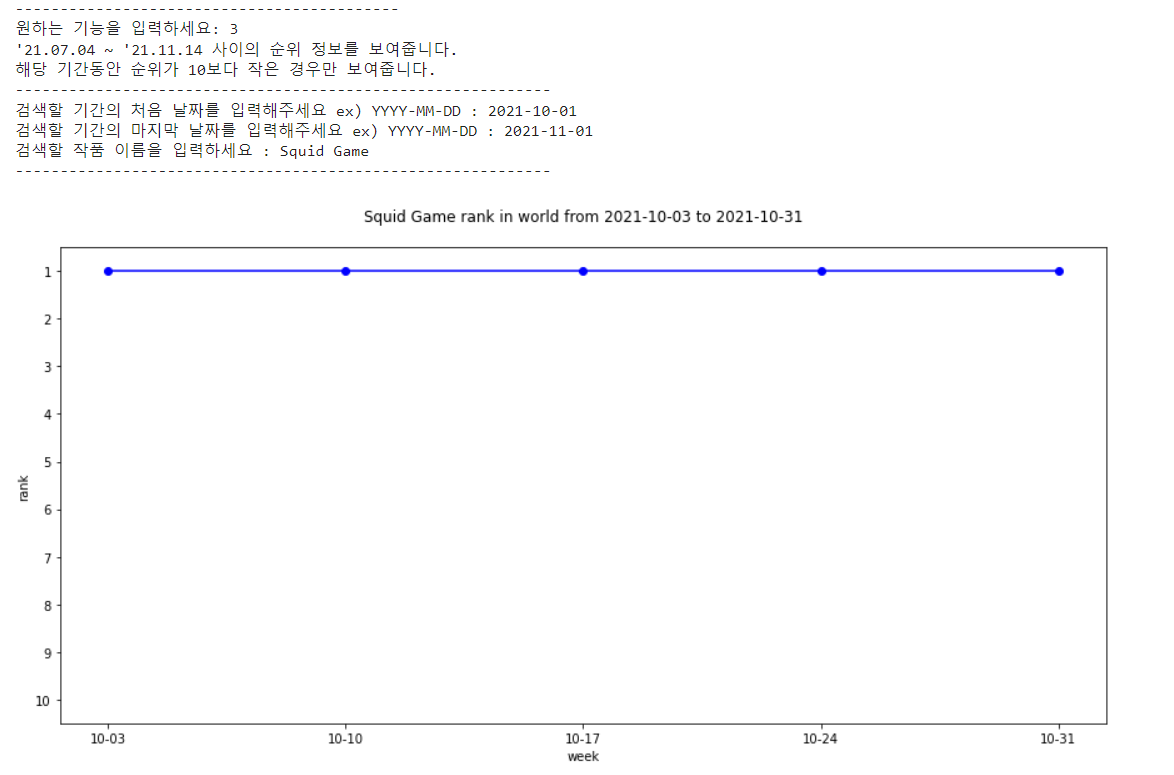 -------------------------------------------
원하는 기능을 입력하세요: 3
'21.07.04 ~ '21.11.14 사이의 순위 정보를 보여줍니다.
해당 기간동안 순위가 10보다 작은 경우만 보여줍니다.
------------------------------------------------------------
검색할 기간의 처음 날짜를 입력해주세요 ex) YYYY-MM-DD : 2021-10-01
검색할 기간의 마지막 날짜를 입력해주세요 ex) YYYY-MM-DD : 2021-11-01
검색할 작품 이름을 입력하세요 : Squid Game
------------------------------------------------------------
Squid Game rank in world from 2021-10-03 to 2021-10-31
1
2
3
4
5
rank
6
7
8
9
10
10-03 10-10 10-17 10-24 10-31
week